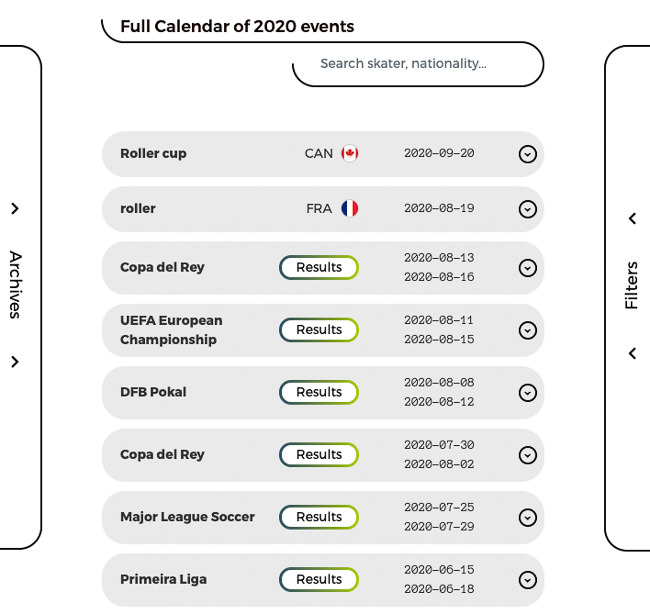 Full Calendar of 2020 events
Search skater, nationality...
Archives
Filters
Roller cup CAN 2020-09-20
roller FRA 2020-08-19
Copa del Rey Results 2020-08-13
2020-08-16
UEFA European Championship Results 2020-08-11
2020-08-15
DFB Pokal Results 2020-08-08
2020-08-12
Copa del Rey Results 2020-07-30
2020-08-02
Major League Soccer Results 2020-07-25
2020-07-29
Primeira Liga Results 2020-06-15
2020-06-18